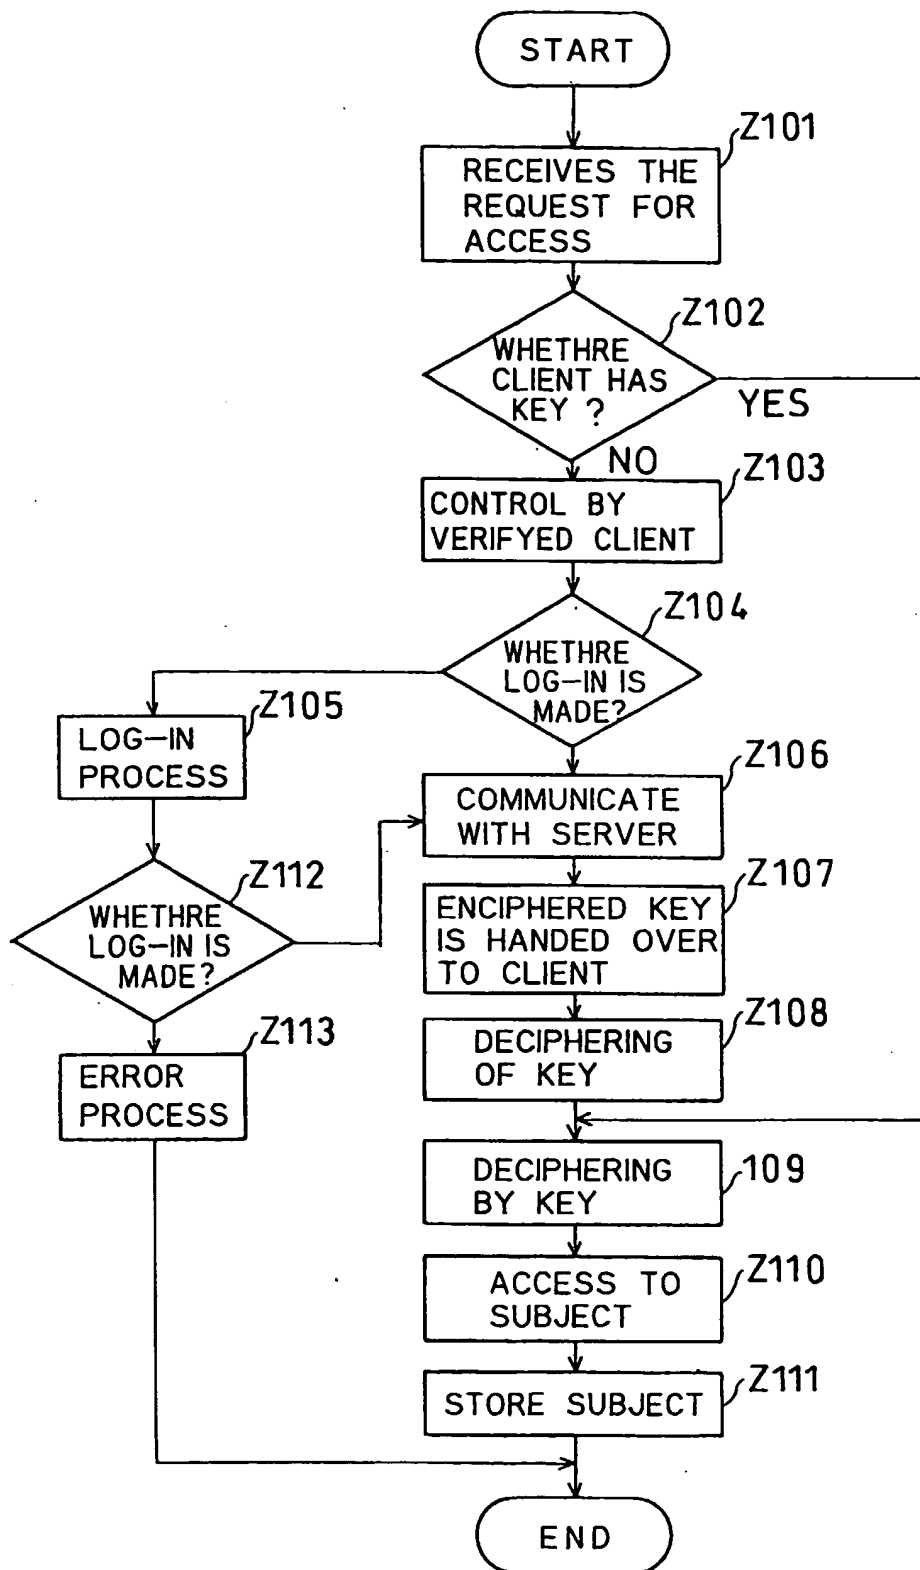 START
Z101
RECEIVES THE
REQUEST FOR
ACCESS
Z102
WHETHRE
CLIENT HAS
KEY ?
YES
NO
Z103
CONTROL BY
VERIFYED CLIENT
Z104
WHETHRE
LOG-IN IS
MADE?
Z105
LOG-IN
PROCESS
Z106
COMMUNICATE
WITH SERVER
Z112
WHETHRE
LOG-IN IS
MADE?
Z107
ENCIPHERED KEY
IS HANDED OVER
TO CLIENT
Z113
ERROR
PROCESS
Z108
DECIPHERING
OF KEY
109
DECIPHERING
BY KEY
Z110
ACCESS TO
SUBJECT
Z111
STORE SUBJECT
END